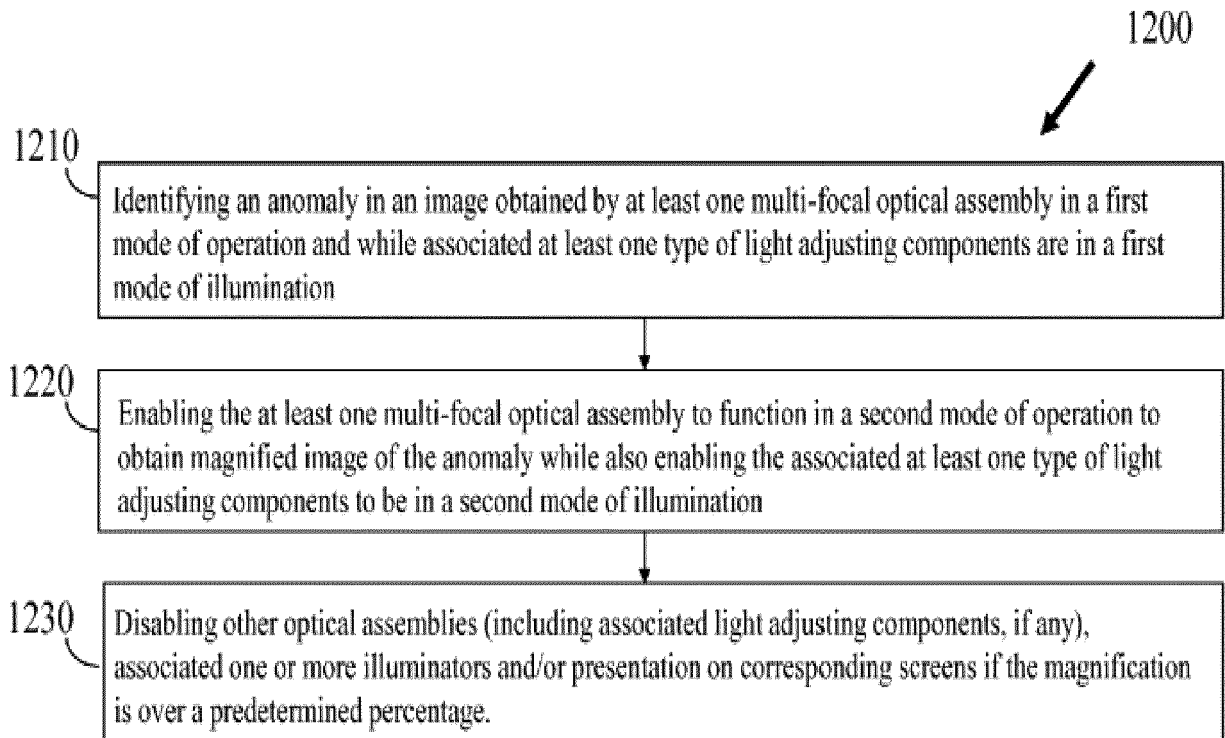 1200
1210
Identifying an anomaly in an image obtained by at least one multi-focal optical assembly in a first
mode of operation and while associated at least one type of light adjusting components are in a first
mode of illumination
1220
Enabling the at least one multi-focal optical assembly to function in a second mode of operation to
obtain magnified image of the anomaly while also enabling the associated at least one type of light
adjusting components to be in a second mode of illumination
1230
Disabling other optical assemblies (including associated light adjusting components, if any),
associated one or more illuminators and/or presentation on corresponding screens if the magnification
is over a predetermined percentage.